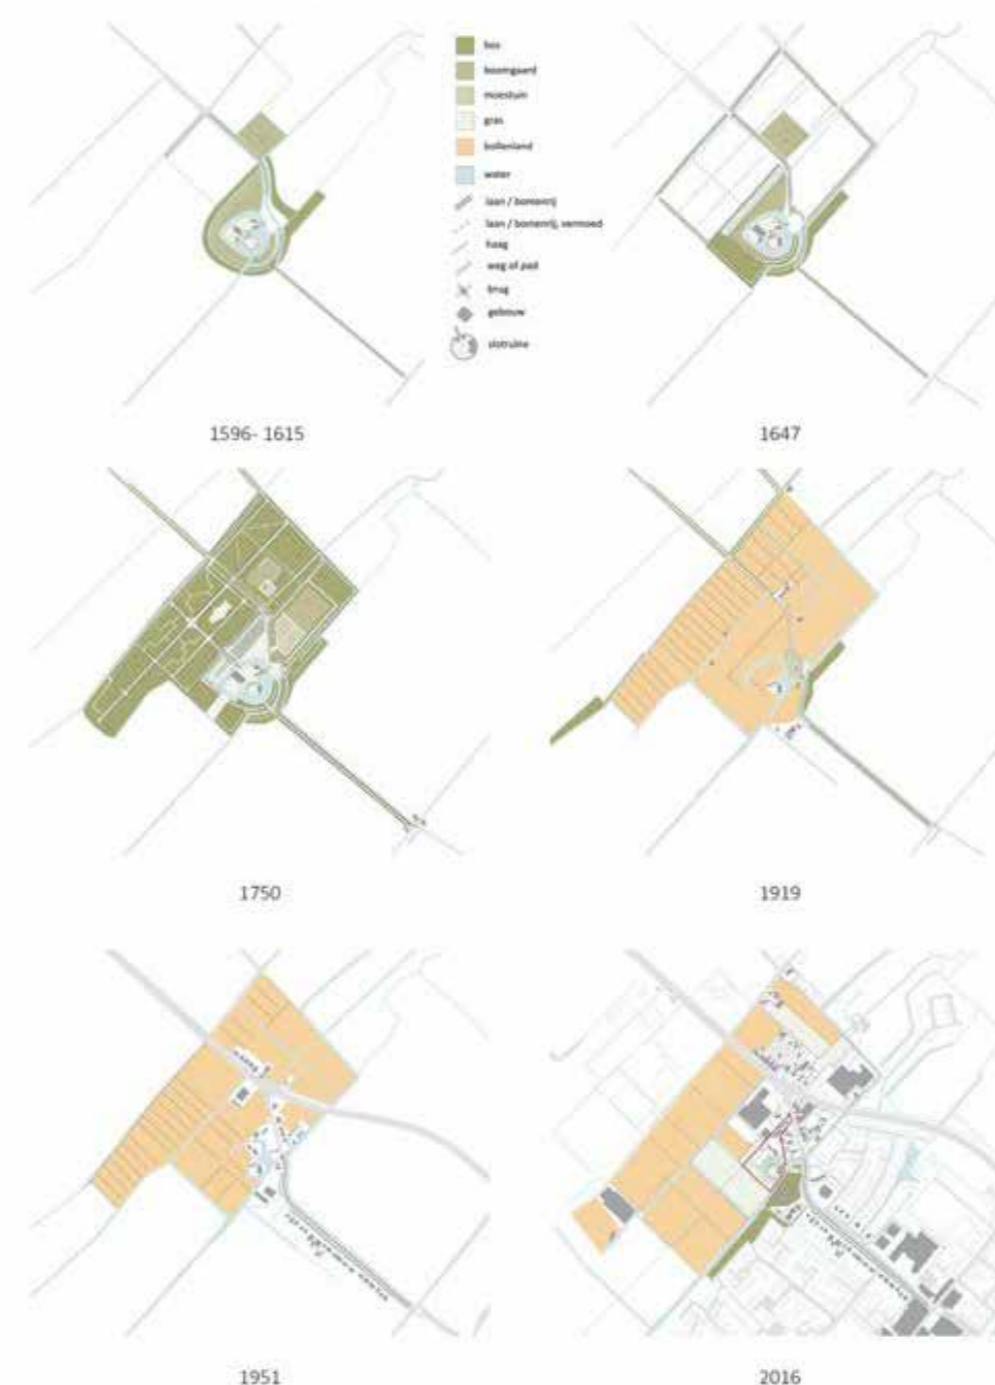 bos
boomgaard
moestuin
gras
bollenland
water
laan / bomenrij
laan / bomenrij, vermoed
haag
weg of pad
brug
gebouw
slotruïne
1596- 1615
1647
1750
1919
1951
2016